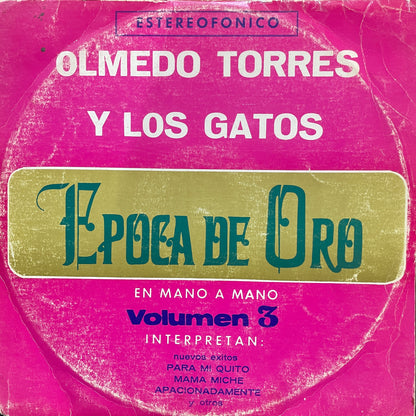 ESTEREOFONICO
OLMEDO TORRES
Y LOS GATOS
EPOCA DE ORO
EN MANO A MANO
Volumen 3
INTERPRETAN:
nuevos éxitos
PARA MI QUITO
MAMA MICHE
APACIONADAMENTE
y otros